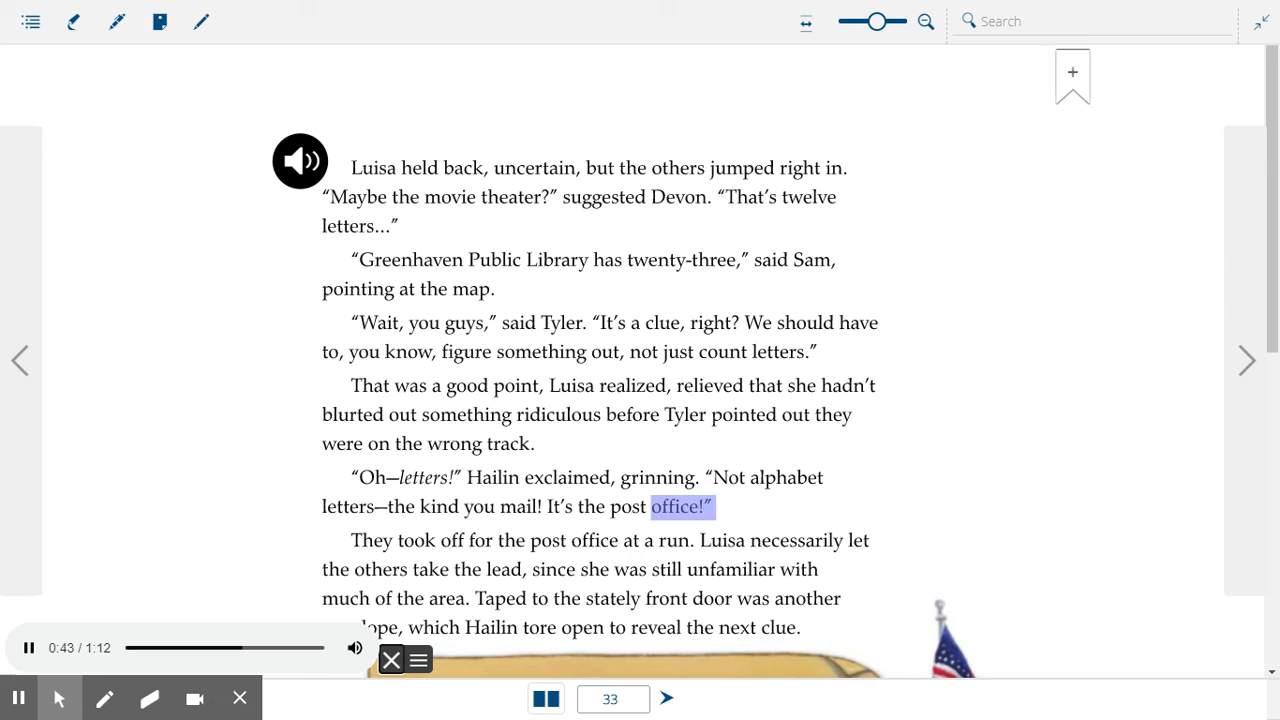 Search
+
Luisa held back, uncertain, but the others jumped right in.
“Maybe the movie theater?” suggested Devon. “That’s twelve
letters...”
“Greenhaven Public Library has twenty-three,” said Sam,
pointing at the map.
“Wait, you guys,” said Tyler. “It’s a clue, right? We should have
to, you know, figure something out, not just count letters.”
That was a good point, Luisa realized, relieved that she hadn’t
blurted out something ridiculous before Tyler pointed out they
were on the wrong track.
“Oh—letters!” Hailin exclaimed, grinning. “Not alphabet
letters—the kind you mail! It’s the post office!”
They took off for the post office at a run. Luisa necessarily let
the others take the lead, since she was still unfamiliar with
much of the area. Taped to the stately front door was another
lope, which Hailin tore open to reveal the next clue.
0:43 / 1:12
33